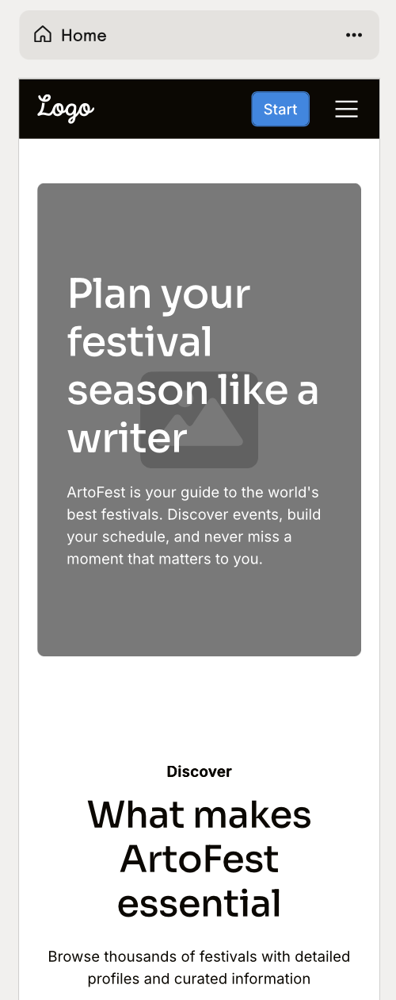 Home
Logo
Start
Plan your
festival
season like a
writer
ArtoFest is your guide to the world's
best festivals. Discover events, build
your schedule, and never miss a
moment that matters to you.
Discover
What makes
ArtoFest
essential
Browse thousands of festivals with detailed
profiles and curated information